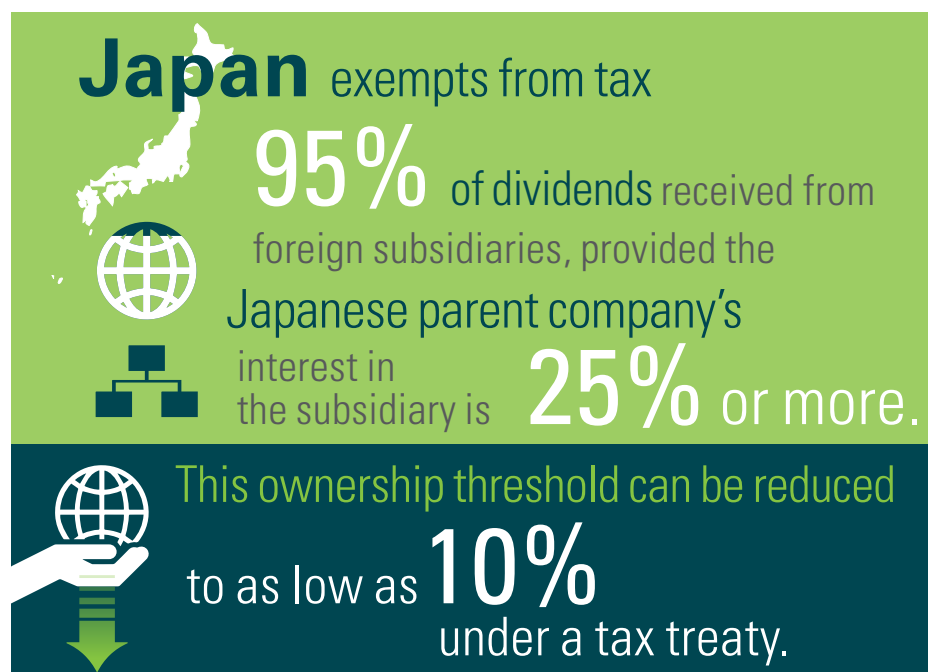 Japan exempts from tax
95% of dividends received from
foreign subsidiaries, provided the
Japanese parent company’s
interest in
the subsidiary is 25% or more.
This ownership threshold can be reduced
to as low as 10%
under a tax treaty.